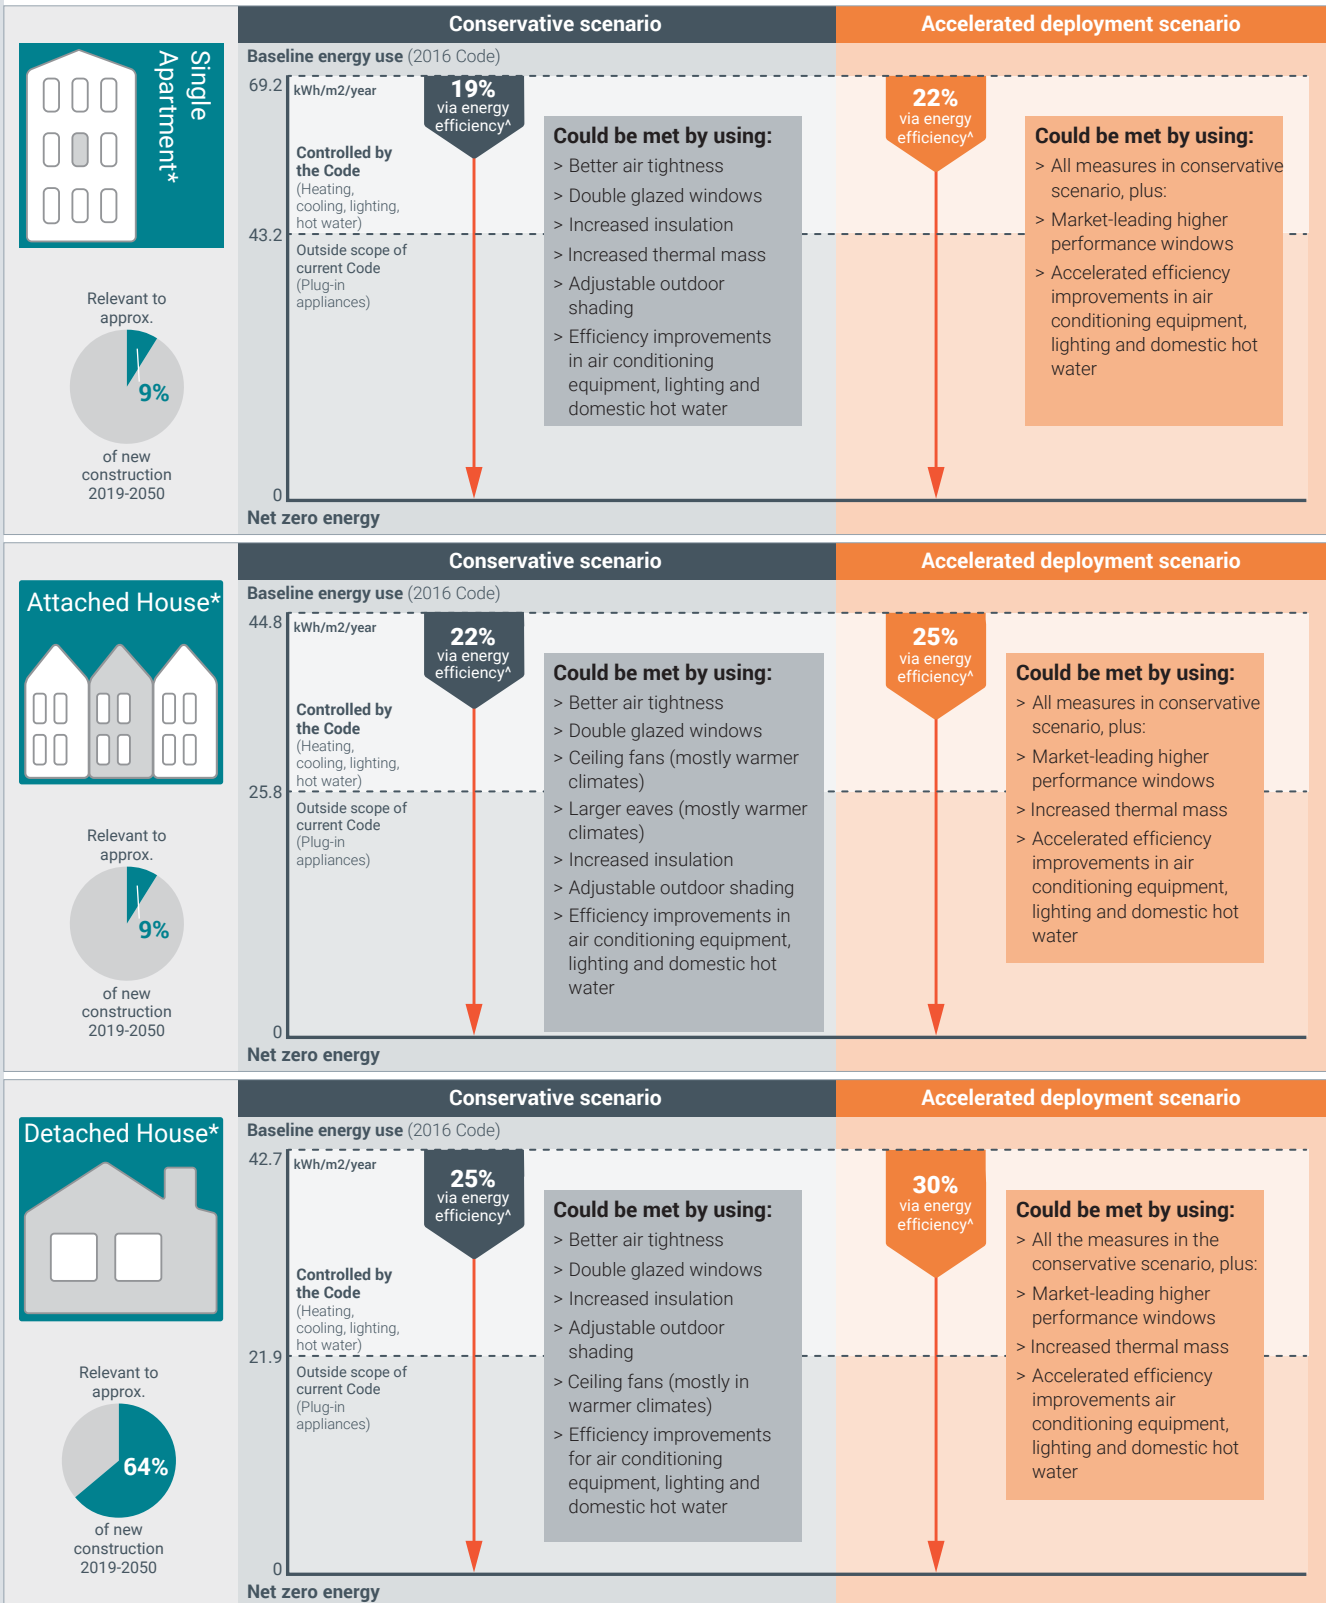 Single
Apartment*
Relevant to
approx.
9%
of new
construction
2019-2050
Conservative scenario
Accelerated deployment scenario
Baseline energy use (2016 Code)
69.2
kWh/m2/year
Controlled by
the Code
(Heating,
cooling, lighting,
hot water)
43.2
Outside scope of
current Code
(Plug-in
appliances)
0
Net zero energy
19%
via energy
efficiency^
Could be met by using:
> Better air tightness
> Double glazed windows
> Increased insulation
> Increased thermal mass
> Adjustable outdoor
shading
> Efficiency improvements
in air conditioning
equipment, lighting and
domestic hot water
22%
via energy
efficiency^
Could be met by using:
> All measures in conservative
scenario, plus:
> Market-leading higher
performance windows
> Accelerated efficiency
improvements in air
conditioning equipment,
lighting and domestic hot
water
Attached House*
Relevant to
approx.
9%
of new
construction
2019-2050
Conservative scenario
Accelerated deployment scenario
Baseline energy use (2016 Code)
44.8
kWh/m2/year
Controlled by
the Code
(Heating,
cooling, lighting,
hot water)
25.8
Outside scope of
current Code
(Plug-in
appliances)
0
Net zero energy
22%
via energy
efficiency^
Could be met by using:
> Better air tightness
> Double glazed windows
> Ceiling fans (mostly warmer
climates)
> Larger eaves (mostly warmer
climates)
> Increased insulation
> Adjustable outdoor shading
> Efficiency improvements in
air conditioning equipment,
lighting and domestic hot
water
25%
via energy
efficiency^
Could be met by using:
> All measures in conservative
scenario, plus:
> Market-leading higher
performance windows
> Increased thermal mass
> Accelerated efficiency
improvements in air
conditioning equipment,
lighting and domestic hot
water
Detached House*
Relevant to
approx.
64%
of new
construction
2019-2050
Conservative scenario
Accelerated deployment scenario
Baseline energy use (2016 Code)
42.7
kWh/m2/year
Controlled by
the Code
(Heating,
cooling, lighting,
hot water)
21.9
Outside scope of
current Code
(Plug-in
appliances)
0
Net zero energy
25%
via energy
efficiency^
Could be met by using:
> Better air tightness
> Double glazed windows
> Increased insulation
> Adjustable outdoor
shading
> Ceiling fans (mostly in
warmer climates)
> Efficiency improvements
for air conditioning
equipment, lighting and
domestic hot water
30%
via energy
efficiency^
Could be met by using:
> All the measures in the
conservative scenario, plus:
> Market-leading higher
performance windows
> Increased thermal mass
> Accelerated efficiency
improvements air
conditioning equipment,
lighting and domestic hot
water